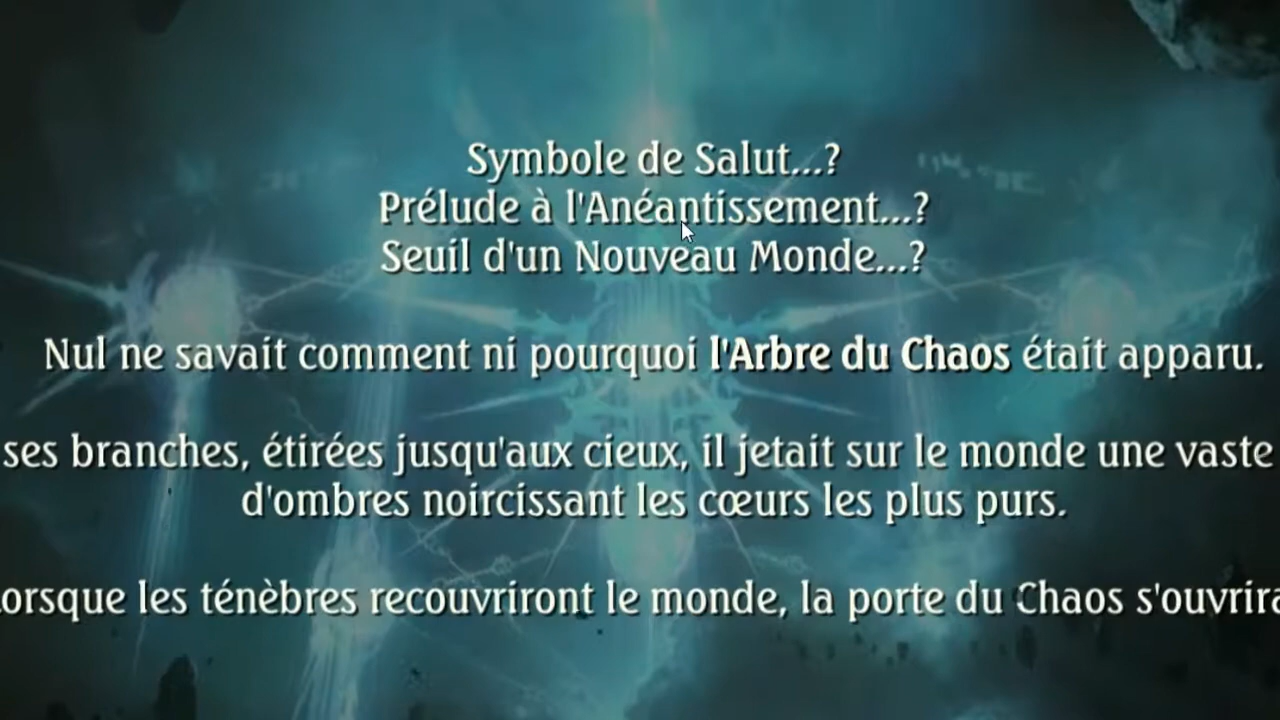 Symbole de Salut...?
Prélude à l'Anéantissement...?
Seuil d'un Nouveau Monde...?
Nul ne savait comment ni pourquoi l'Arbre du Chaos était apparu.
ses branches, étirées jusqu'aux cieux, il jetait sur le monde une vaste
d'ombres noircissant les cœurs les plus purs.
orsque les ténèbres recouvriront le monde, la porte du Chaos s'ouvrira